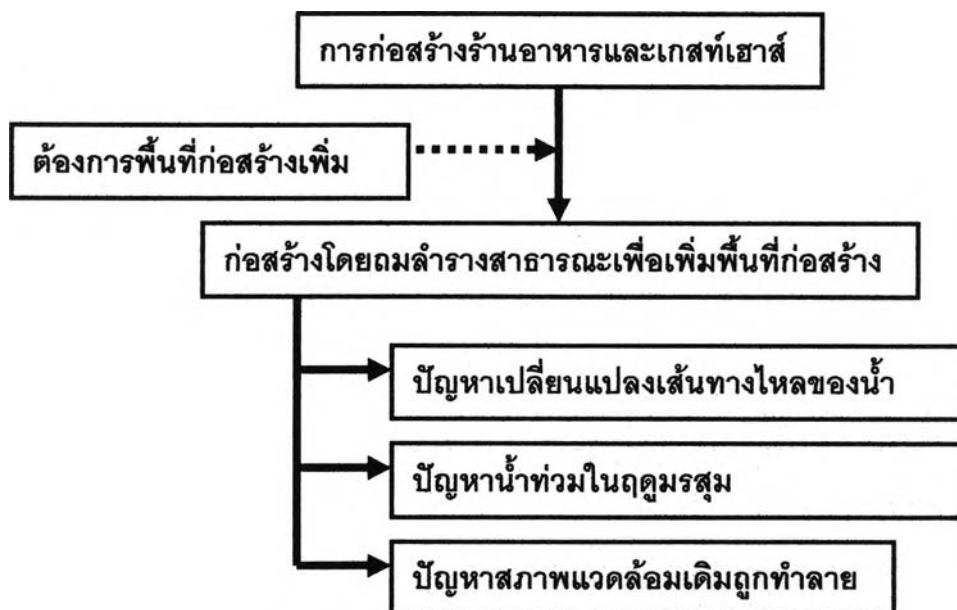 การก่อสร้างร้านอาหารและเกสท์เฮาส์
ต้องการพื้นที่ก่อสร้างเพิ่ม
ก่อสร้างโดยถมลำรางสาธารณะเพื่อเพิ่มพื้นที่ก่อสร้าง
ปัญหาเปลี่ยนแปลงเส้นทางไหลของน้ำ
ปัญหาน้ำท่วมในฤดูมรสุม
ปัญหาสภาพแวดล้อมเดิมถูกทำลาย